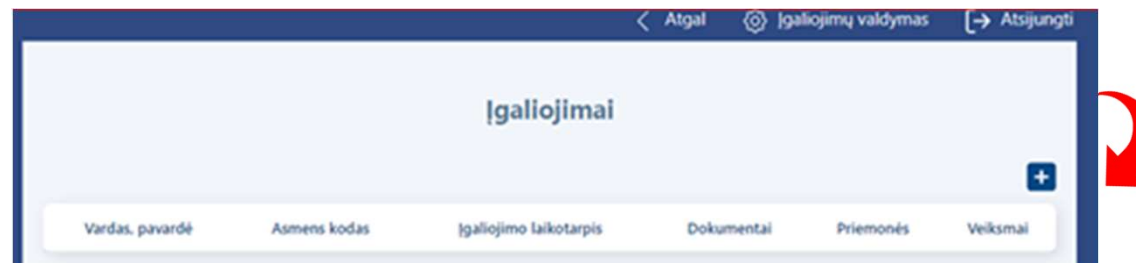 Atgal Įgaliojimų valdymas Atsijungti
Įgaliojimai
Vardas, pavardė Asmens kodas Įgaliojimo laikotarpis Dokumentai Priemonės Veiksmai